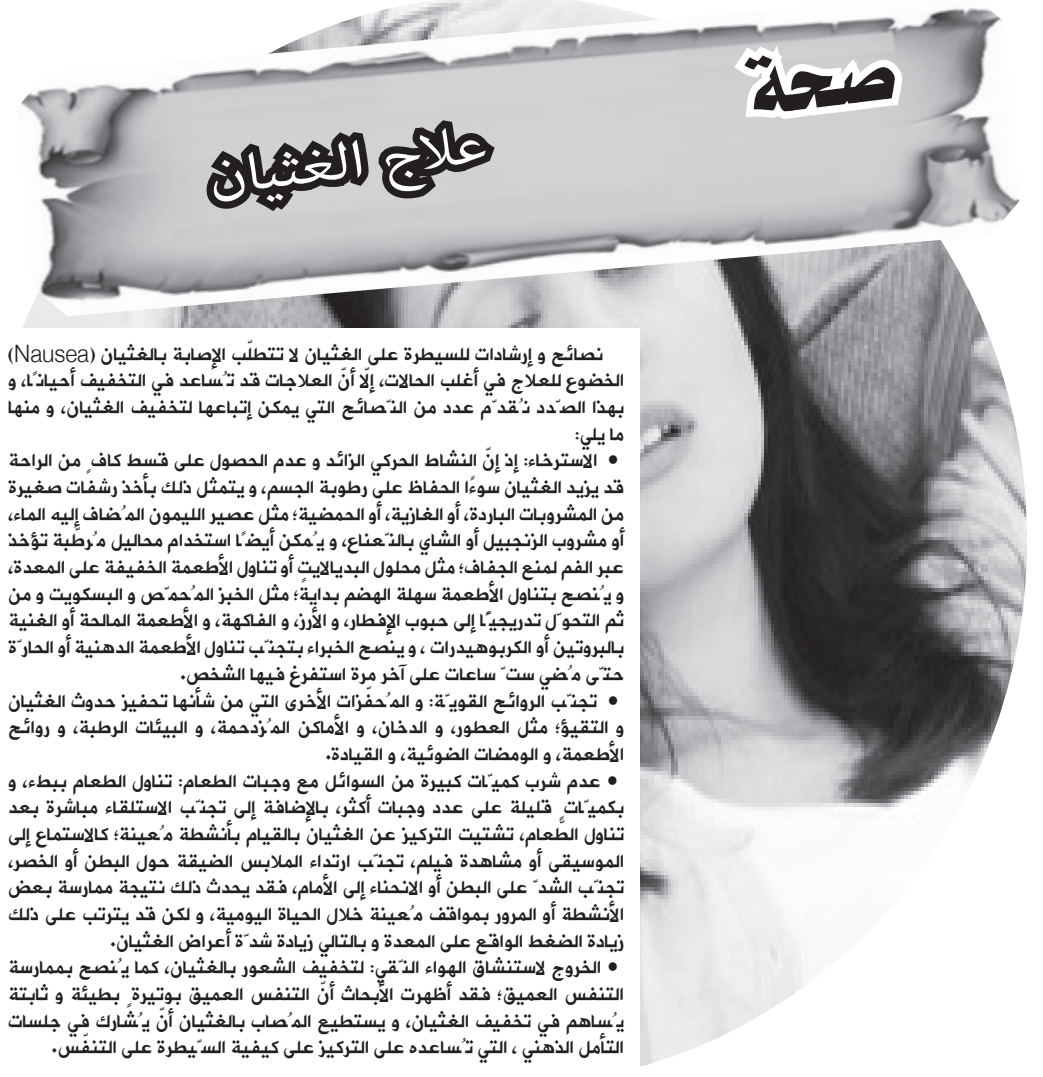 صحة
علاج الغثيان
نصائح و إرشادات للسيطرة على الغثيان لا تتطلّب الإصابة بالغثيان (Nausea)
الخضوع للعلاج في أغلب الحالات، إلّا أنّ العلاجات قد تُساعد في التخفيف أحيانًا، و
بهذا الصّدد نُقدّم عدد من النّصائح التي يمكن إتباعها لتخفيف الغثيان، و منها
ما يلي:
• الاسترخاء: إذ إنّ النشاط الحركي الزائد و عدم الحصول على قسط كافٍ من الراحة
قد يزيد الغثيان سوءًا الحفاظ على رطوبة الجسم، و يتمثل ذلك بأخذ رشفات صغيرة
من المشروبات الباردة، أو الغازية، أو الحمضية؛ مثل عصير الليمون المُضاف إليه الماء،
أو مشروب الزنجبيل أو الشاي بالنّعناع، و يُمكن أيضًا استخدام محاليل مُرطّبة تؤخذ
عبر الفم لمنع الجفاف؛ مثل محلول البديالايت أو تناول الأطعمة الخفيفة على المعدة،
و يُنصح بتناول الأطعمة سهلة الهضم بدايةً؛ مثل الخبز المُحمّص و البسكويت و من
ثم التحوّل تدريجيًا إلى حبوب الإفطار، و الأرز، و الفاكهة، و الأطعمة المالحة أو الغنية
بالبروتين أو الكربوهيدرات ، و ينصح الخبراء بتجنّب تناول الأطعمة الدهنية أو الحارّة
حتّى مُضي ستّ ساعات على آخر مرة استفرغ فيها الشخص.
• تجنّب الروائح القويّة: و المُحفّزات الأخرى التي من شأنها تحفيز حدوث الغثيان
و التقيؤ؛ مثل العطور، و الدخان، و الأماكن المُزدحمة، و البيئات الرطبة، و روائح
الأطعمة، و الومضات الضوئية، و القيادة.
• عدم شرب كميّات كبيرة من السوائل مع وجبات الطعام: تناول الطعام ببطء، و
بكميّاتٍ قليلة على عدد وجبات أكثر، بالإضافة إلى تجنّب الاستلقاء مباشرة بعد
تناول الطّعام، تشتيت التركيز عن الغثيان بالقيام بأنشطة مُعينة؛ كالاستماع إلى
الموسيقى أو مشاهدة فيلم، تجنّب ارتداء الملابس الضيقة حول البطن أو الخصر،
تجنّب الشدّ على البطن أو الانحناء إلى الأمام، فقد يحدث ذلك نتيجة ممارسة بعض
الأنشطة أو المرور بمواقف مُعينة خلال الحياة اليومية، و لكن قد يترتب على ذلك
زيادة الضغط الواقع على المعدة و بالتالي زيادة شدّة أعراض الغثيان.
• الخروج لاستنشاق الهواء النّقي: لتخفيف الشعور بالغثيان، كما يُنصح بممارسة
التنفس العميق؛ فقد أظهرت الأبحاث أنّ التنفس العميق بوتيرةٍ بطيئة و ثابتة
يُساهم في تخفيف الغثيان، و يستطيع المُصاب بالغثيان أنّ يُشارك في جلسات
التأمل الذهني ، التي تُساعده على التركيز على كيفية السّيطرة على التنفّس.